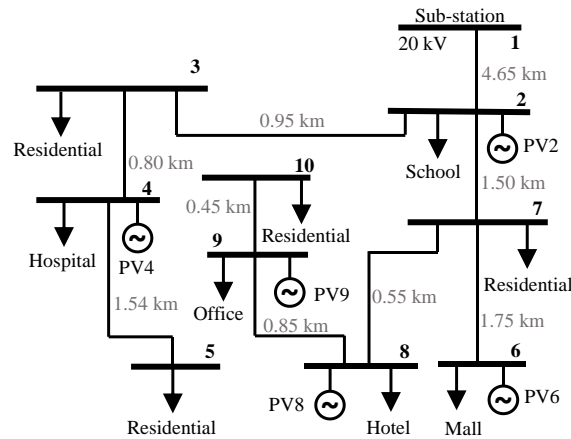 Sub-station
20 kV
1
3
4.65 km
2
0.95 km
Residential
School
PV2
0.80 km
10
1.50 km
4
0.45 km
7
9
Residential
Hospital
PV4
Office
PV9
0.55 km
Residential
1.54 km
0.85 km
1.75 km
5
8
6
Residential
PV8
Hotel
Mall
PV6